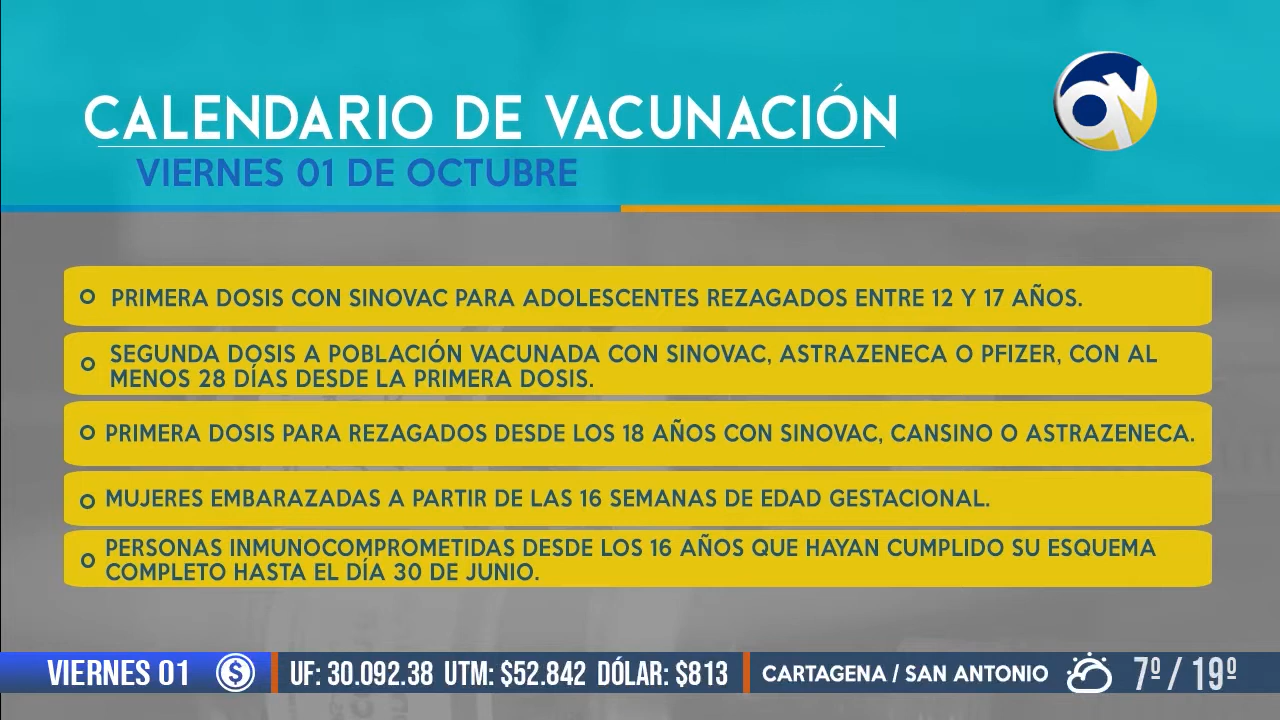 CALENDARIO DE VACUNACIÓN
VIERNES 01 DE OCTUBRE
PRIMERA DOSIS CON SINOVAC PARA ADOLESCENTES REZAGADOS ENTRE 12 Y 17 AÑOS.
SEGUNDA DOSIS A POBLACIÓN VACUNADA CON SINOVAC, ASTRAZENECA O PFIZER, CON AL
MENOS 28 DÍAS DESDE LA PRIMERA DOSIS.
PRIMERA DOSIS PARA REZAGADOS DESDE LOS 18 AÑOS CON SINOVAC, CANSINO O ASTRAZENECA.
MUJERES EMBARAZADAS A PARTIR DE LAS 16 SEMANAS DE EDAD GESTACIONAL.
PERSONAS INMUNOCOMPROMETIDAS DESDE LOS 16 AÑOS QUE HAYAN CUMPLIDO SU ESQUEMA
COMPLETO HASTA EL DÍA 30 DE JUNIO.
VIERNES 01 $ UF: 30.092.38 UTM: $52.842 DÓLAR: $813 CARTAGENA / SAN ANTONIO 7º / 19º